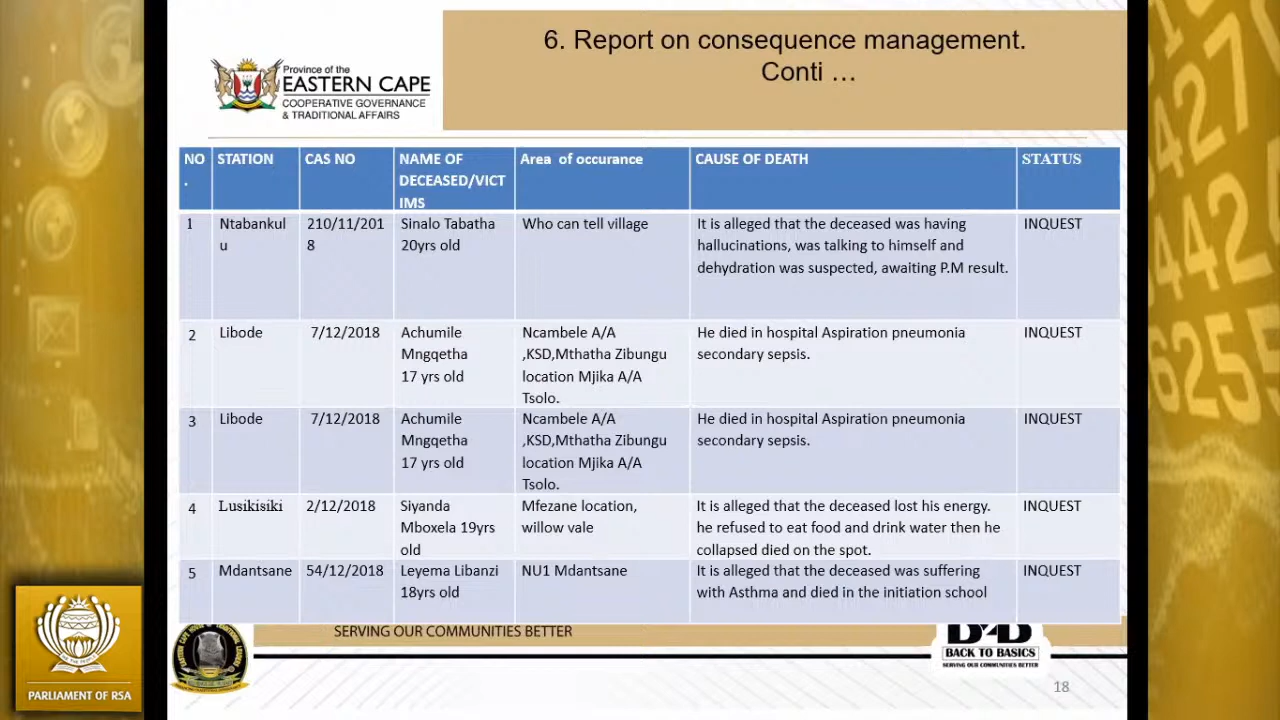 6. Report on consequence management.
Conti …
Province of the
EASTERN CAPE
COOPERATIVE GOVERNANCE
& TRADITIONAL AFFAIRS
NO
.
STATION
CAS NO
NAME OF
DECEASED/VICT
IMS
Area of occurance
CAUSE OF DEATH
STATUS
1
Ntabankul
u
210/11/201
8
Sinalo Tabatha
20yrs old
Who can tell village
It is alleged that the deceased was having
hallucinations, was talking to himself and
dehydration was suspected, awaiting P.M result.
INQUEST
2
Libode
7/12/2018
Achumile
Mngqetha
17 yrs old
Ncambele A/A
,KSD,Mthatha Zibungu
location Mjika A/A
Tsolo.
He died in hospital Aspiration pneumonia
secondary sepsis.
INQUEST
3
Libode
7/12/2018
Achumile
Mngqetha
17 yrs old
Ncambele A/A
,KSD,Mthatha Zibungu
location Mjika A/A
Tsolo.
He died in hospital Aspiration pneumonia
secondary sepsis.
INQUEST
4
Lusikisiki
2/12/2018
Siyanda
Mboxela 19yrs
old
Mfezane location,
willow vale
It is alleged that the deceased lost his energy.
he refused to eat food and drink water then he
collapsed died on the spot.
INQUEST
5
Mdantsane
54/12/2018
Leyema Libanzi
18yrs old
NU1 Mdantsane
It is alleged that the deceased was suffering
with Asthma and died in the initiation school
INQUEST
SERVING OUR COMMUNITIES BETTER
B2B
BACK TO BASICS
SERVING OUR COMMUNITIES BETTER
18
PARLIAMENT OF RSA
427
0442
6255